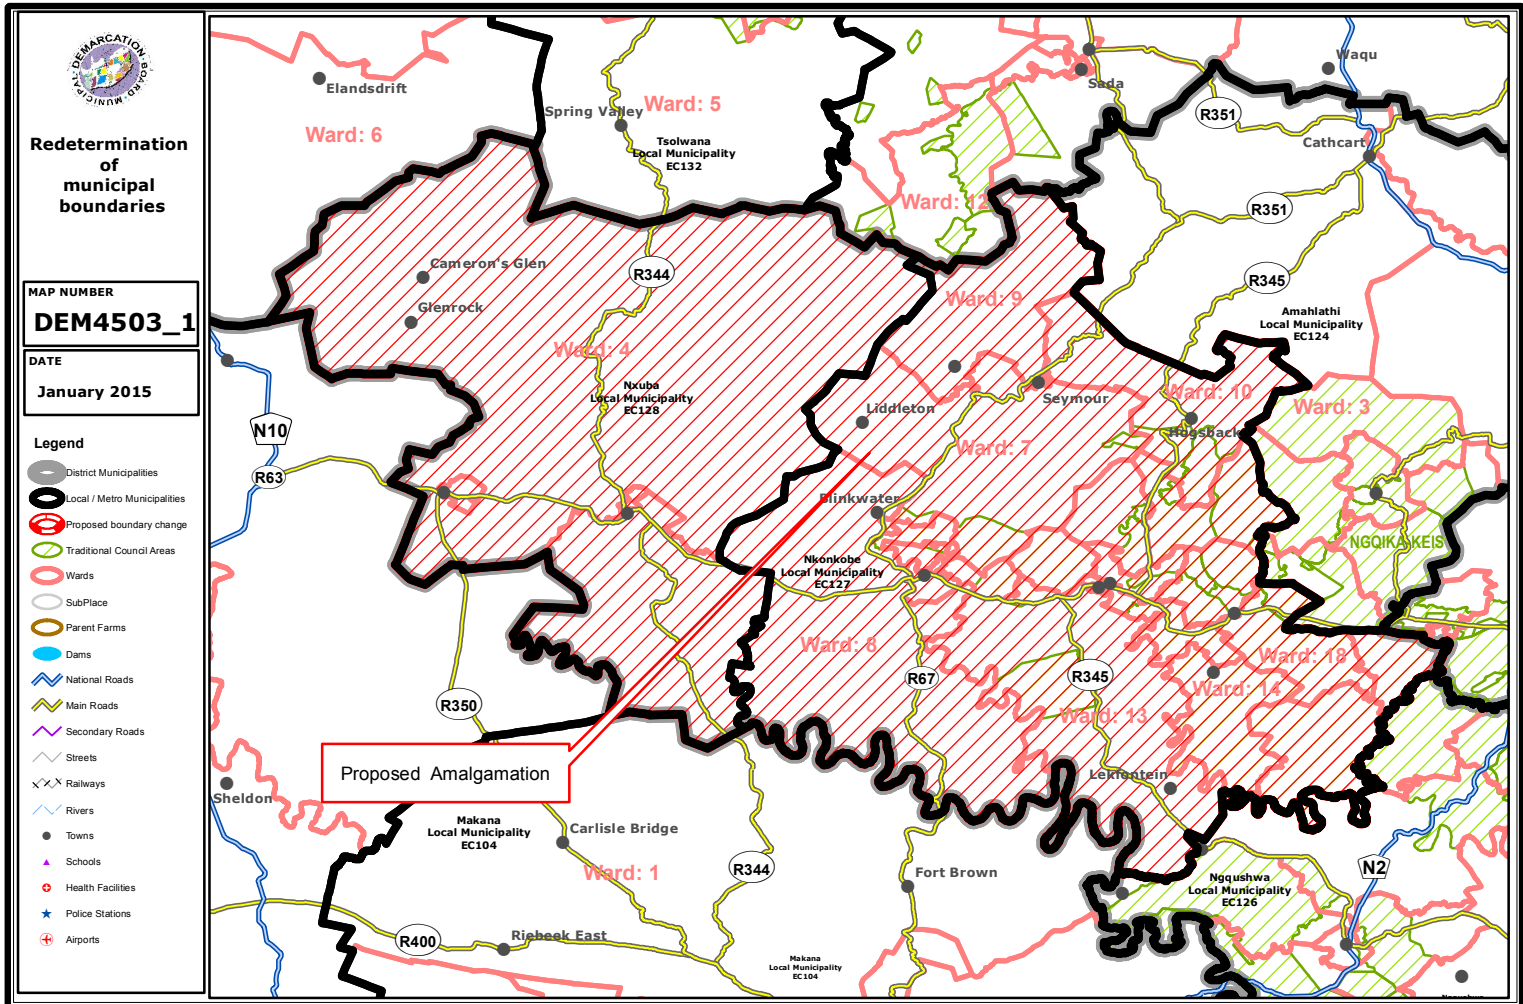 MUNICIPAL DEMARCATION BOARD
Redetermination
of
municipal
boundaries
MAP NUMBER
DEM4503_1
DATE
January 2015
Legend
District Municipalities
Local / Metro Municipalities
Proposed boundary change
Traditional Council Areas
Wards
SubPlace
Parent Farms
Dams
National Roads
Main Roads
Secondary Roads
Streets
Railways
Rivers
Towns
Schools
Health Facilities
Police Stations
Airports
Elandsdrift
Ward: 6
Spring Valley
Ward: 5
Tsolwana
Local Municipality
EC132
Sada
Waqu
R351
Cathcart
Ward: 12
R351
Cameron's Glen
R344
Glenrock
R345
Ward: 9
Amahlathi
Local Municipality
EC124
Ward: 4
Nxuba
Local Municipality
EC128
Seymour
Ward: 10
Liddleton
Ward: 3
Hogsback
N10
Ward: 7
R63
Blinkwater
NGQIKA KEIS
Nkonkobe
Local Municipality
EC127
Ward: 8
Ward: 18
R67
R345
Ward: 14
R350
Ward: 13
Proposed Amalgamation
Lekfontein
Sheldon
Makana
Local Municipality
EC104
Carlisle Bridge
Ward: 1
R344
Fort Brown
N2
Ngqushwa
Local Municipality
EC126
R400
Riebeek East
Makana
Local Municipality
EC104